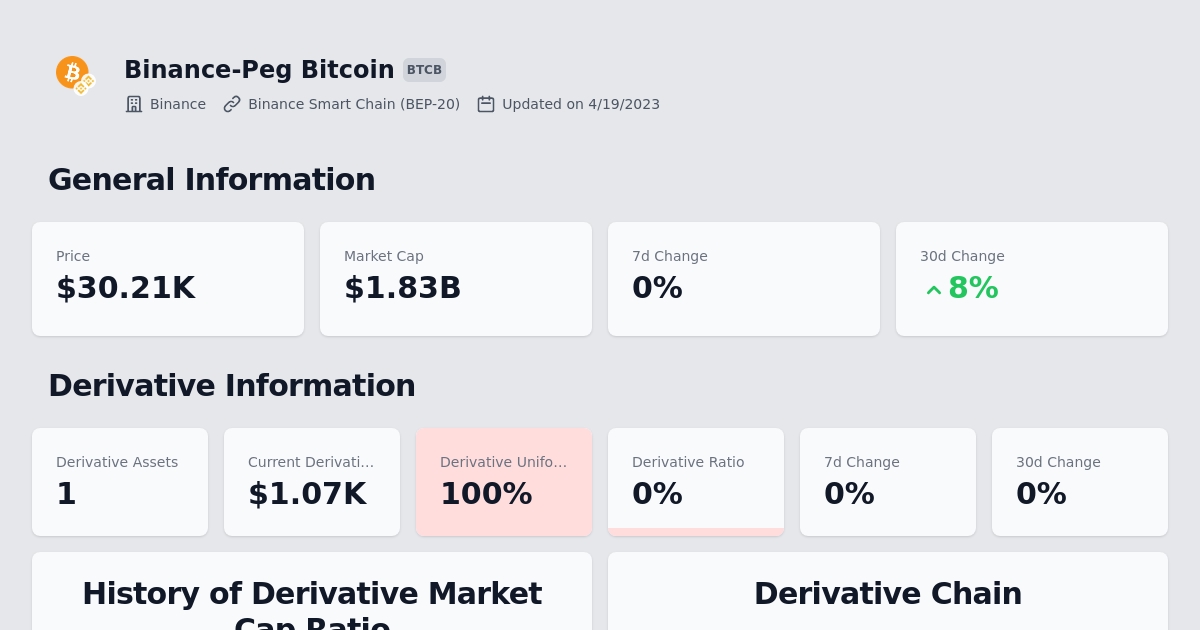 Binance-Peg Bitcoin BTCB
Binance Binance Smart Chain (BEP-20) Updated on 4/19/2023
General Information
Price Market Cap 7d Change 30d Change
$30.21K $1.83B 0% 8%
Derivative Information
Derivative Assets Current Derivati... Derivative Unifo... Derivative Ratio 7d Change 30d Change
1 $1.07K 100% 0% 0% 0%
History of Derivative Market Derivative Chain
Cap Ratio